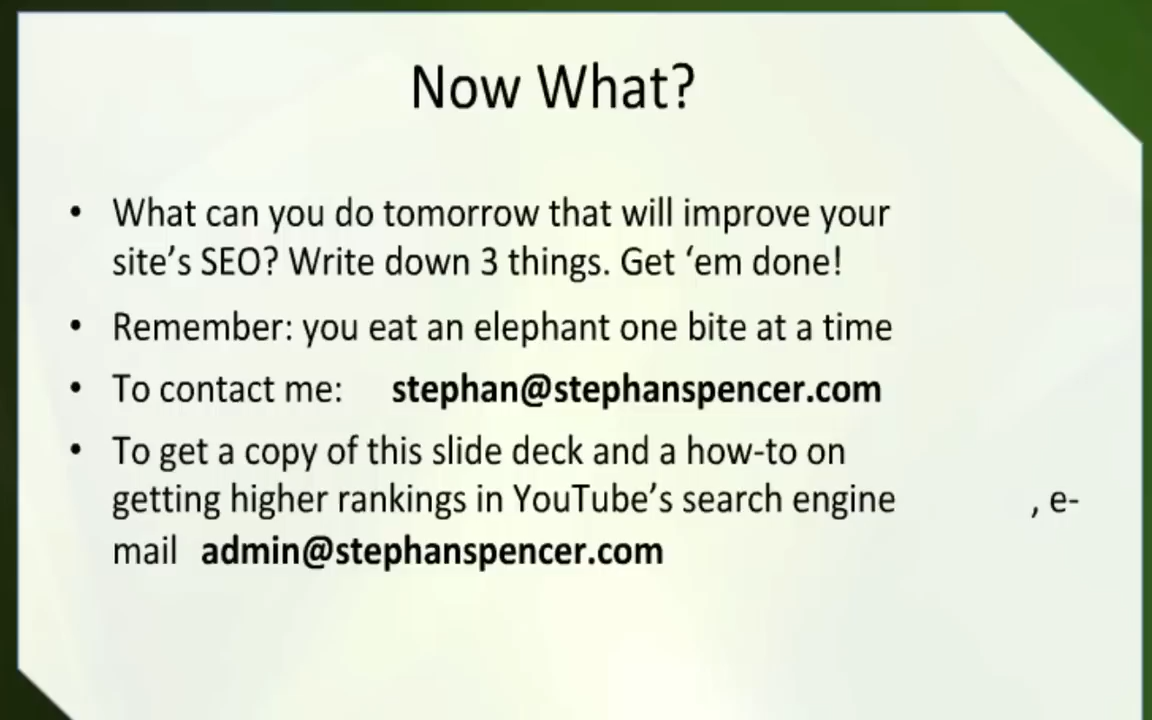 Now What?
• What can you do tomorrow that will improve your
site’s SEO? Write down 3 things. Get ‘em done!
• Remember: you eat an elephant one bite at a time
• To contact me: stephan@stephanspencer.com
• To get a copy of this slide deck and a how-to on
getting higher rankings in YouTube’s search engine , e-
mail admin@stephanspencer.com